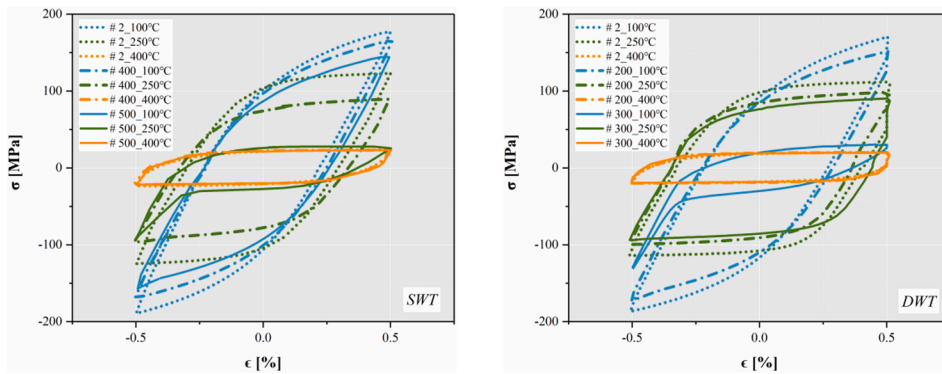 200
100
0
-100
-200
σ [MPa]
# 2_100°C
# 2_250°C
# 2_400°C
# 400_100°C
# 400_250°C
# 400_400°C
# 500_100°C
# 500_250°C
# 500_400°C
SWT
-0.5
0.0
0.5
ϵ [%]
200
100
0
-100
-200
σ [MPa]
# 2_100°C
# 2_250°C
# 2_400°C
# 200_100°C
# 200_250°C
# 200_400°C
# 300_100°C
# 300_250°C
# 300_400°C
DWT
-0.5
0.0
0.5
ϵ [%]